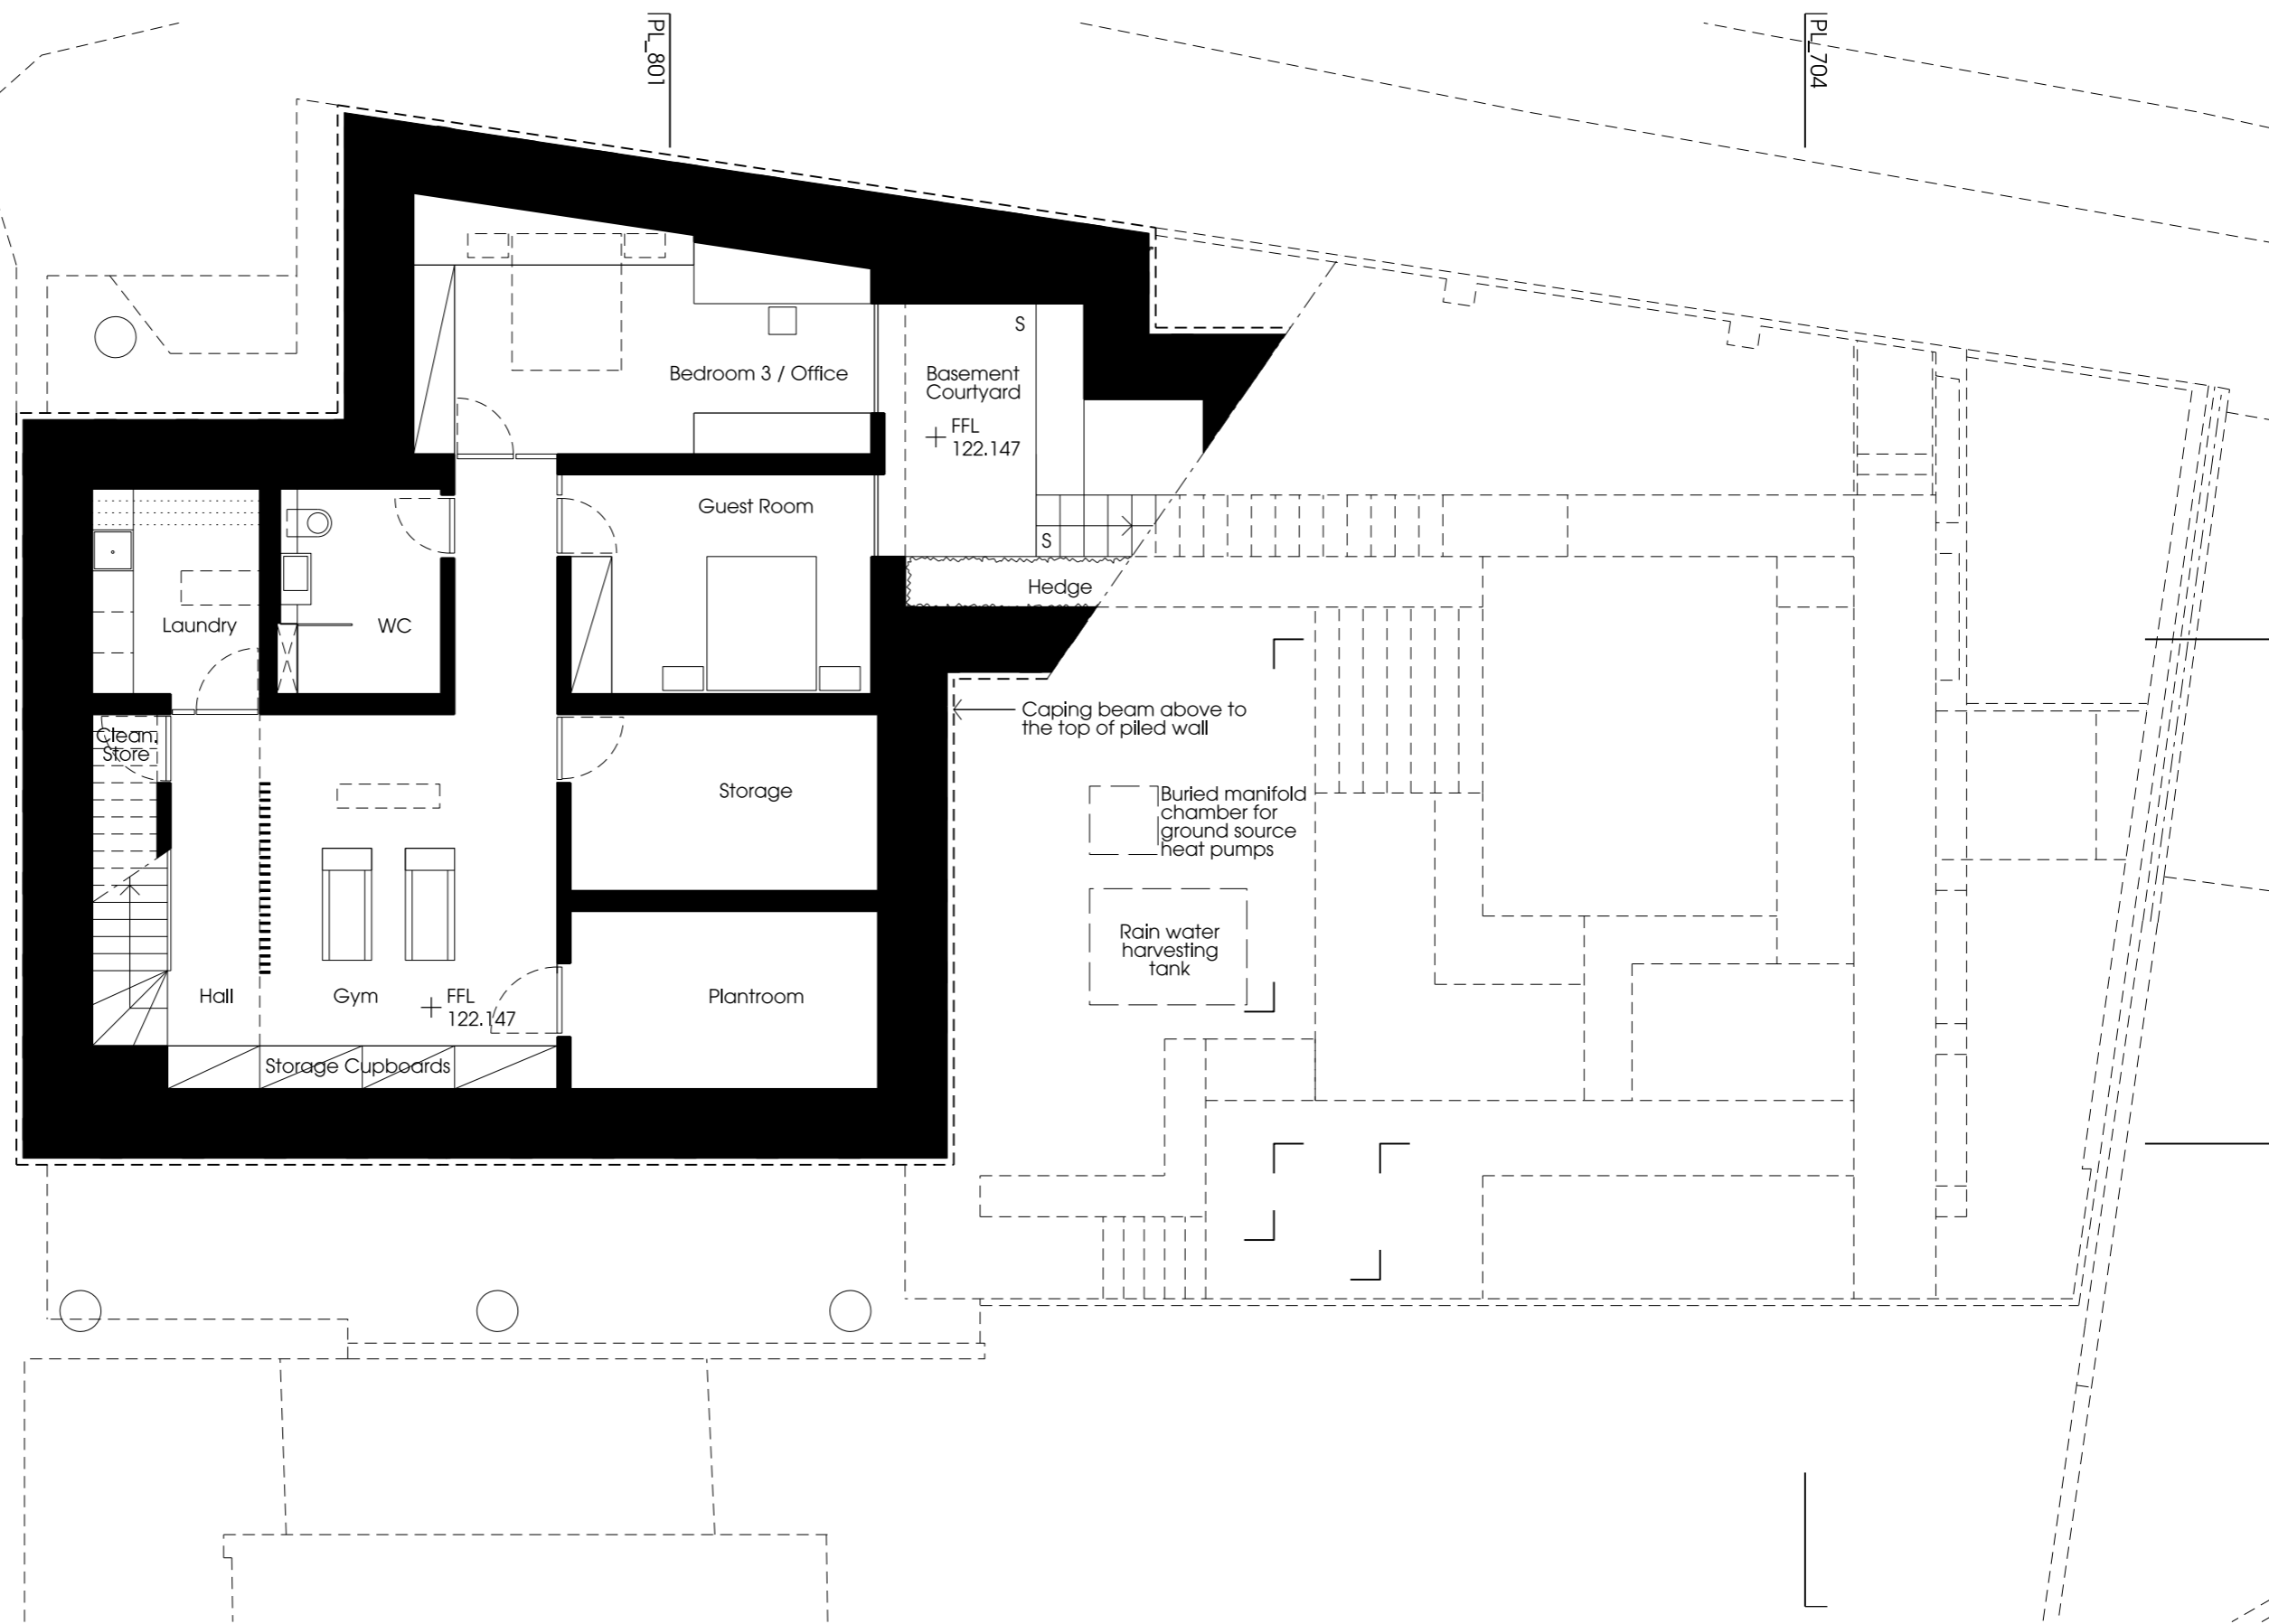 PL_801
PL_704
S
Bedroom 3 / Office
Basement
Courtyard
FFL
122.147
Guest Room
S
Hedge
Laundry
WC
Caping beam above to
the top of piled wall
Clean.
Store
Storage
Buried manifold
chamber for
ground source
heat pumps
Rain water
harvesting
tank
Hall
Gym
FFL
122.147
Plantroom
Storage Cupboards